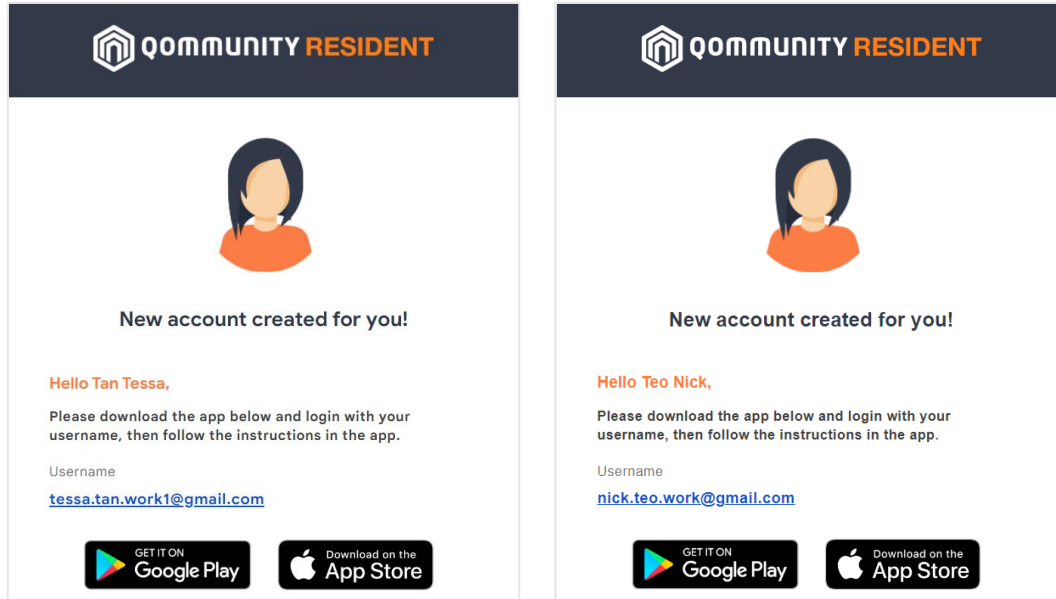 QOMMUNITY RESIDENT
New account created for you!
Hello Tan Tessa,
Please download the app below and login with your
username, then follow the instructions in the app.
Username
tessa.tan.work1@gmail.com
GET IT ON
Google Play
Download on the
App Store
QOMMUNITY RESIDENT
New account created for you!
Hello Teo Nick,
Please download the app below and login with your
username, then follow the instructions in the app.
Username
nick.teo.work@gmail.com
GET IT ON
Google Play
Download on the
App Store